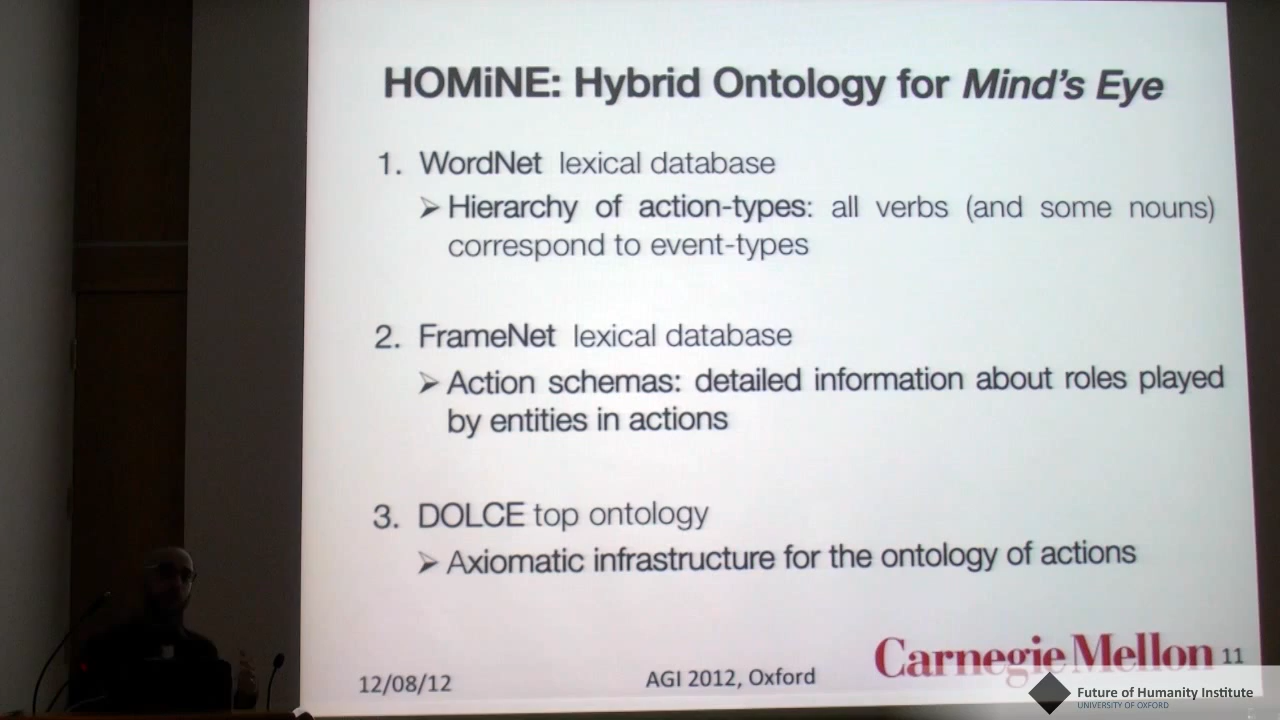 HOMiNE: Hybrid Ontology for Mind's Eye
1. WordNet lexical database
➢ Hierarchy of action-types: all verbs (and some nouns)
correspond to event-types
2. FrameNet lexical database
➢ Action schemas: detailed information about roles played
by entities in actions
3. DOLCE top ontology
➢ Axiomatic infrastructure for the ontology of actions
12/08/12
AGI 2012, Oxford
Carnegie Mellon
11
Future of Humanity Institute
UNIVERSITY OF OXFORD